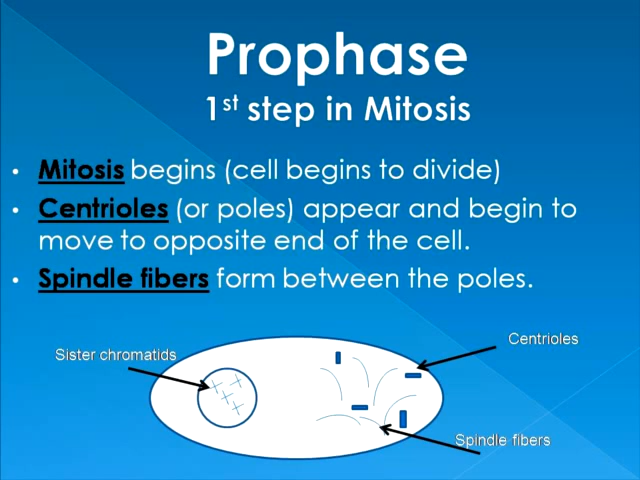 Prophase
1st step in Mitosis
• Mitosis begins (cell begins to divide)
• Centrioles (or poles) appear and begin to
move to opposite end of the cell.
• Spindle fibers form between the poles.
Centrioles
Sister chromatids
Spindle fibers